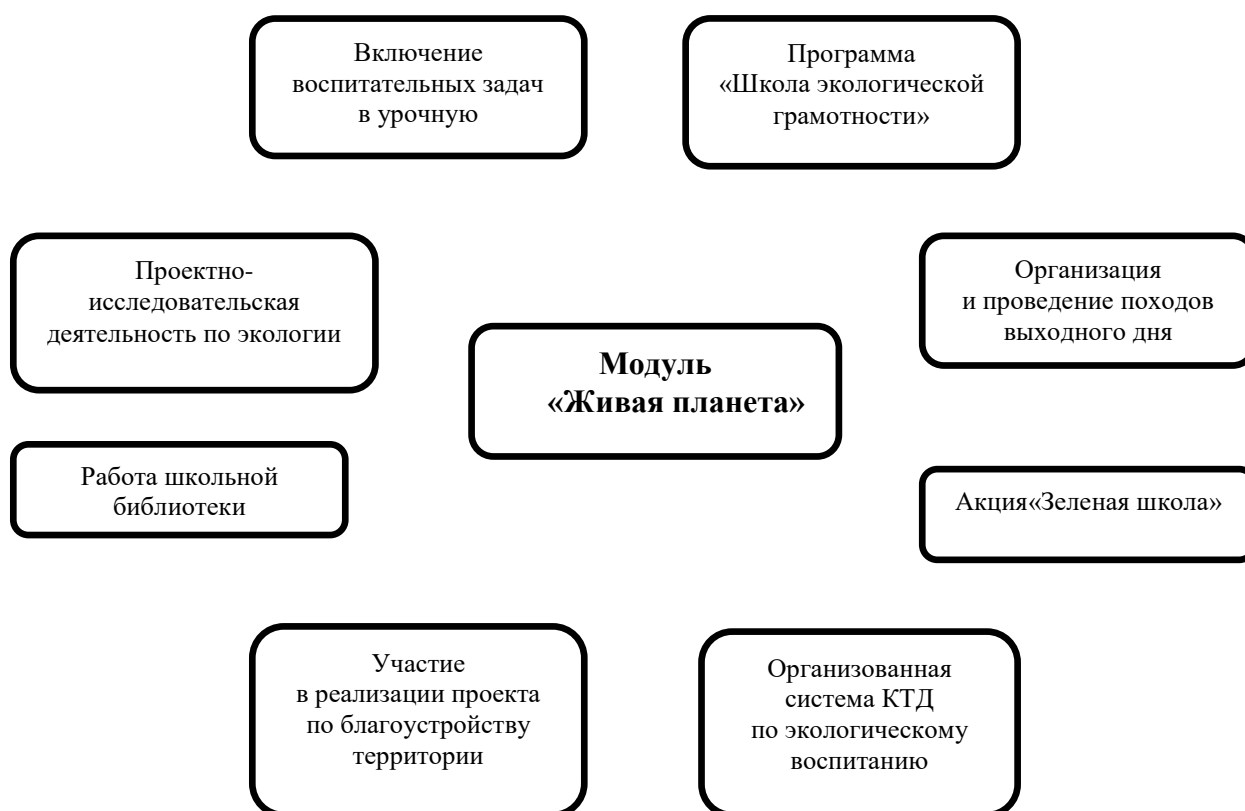 Включение
воспитательных задач
в урочную
Программа
«Школа экологической
грамотности»
Проектно-
исследовательская
деятельность по экологии
Организация
и проведение походов
выходного дня
Модуль
«Живая планета»
Работа школьной
библиотеки
Акция«Зеленая школа»
Участие
в реализации проекта
по благоустройству
территории
Организованная
система КТД
по экологическому
воспитанию